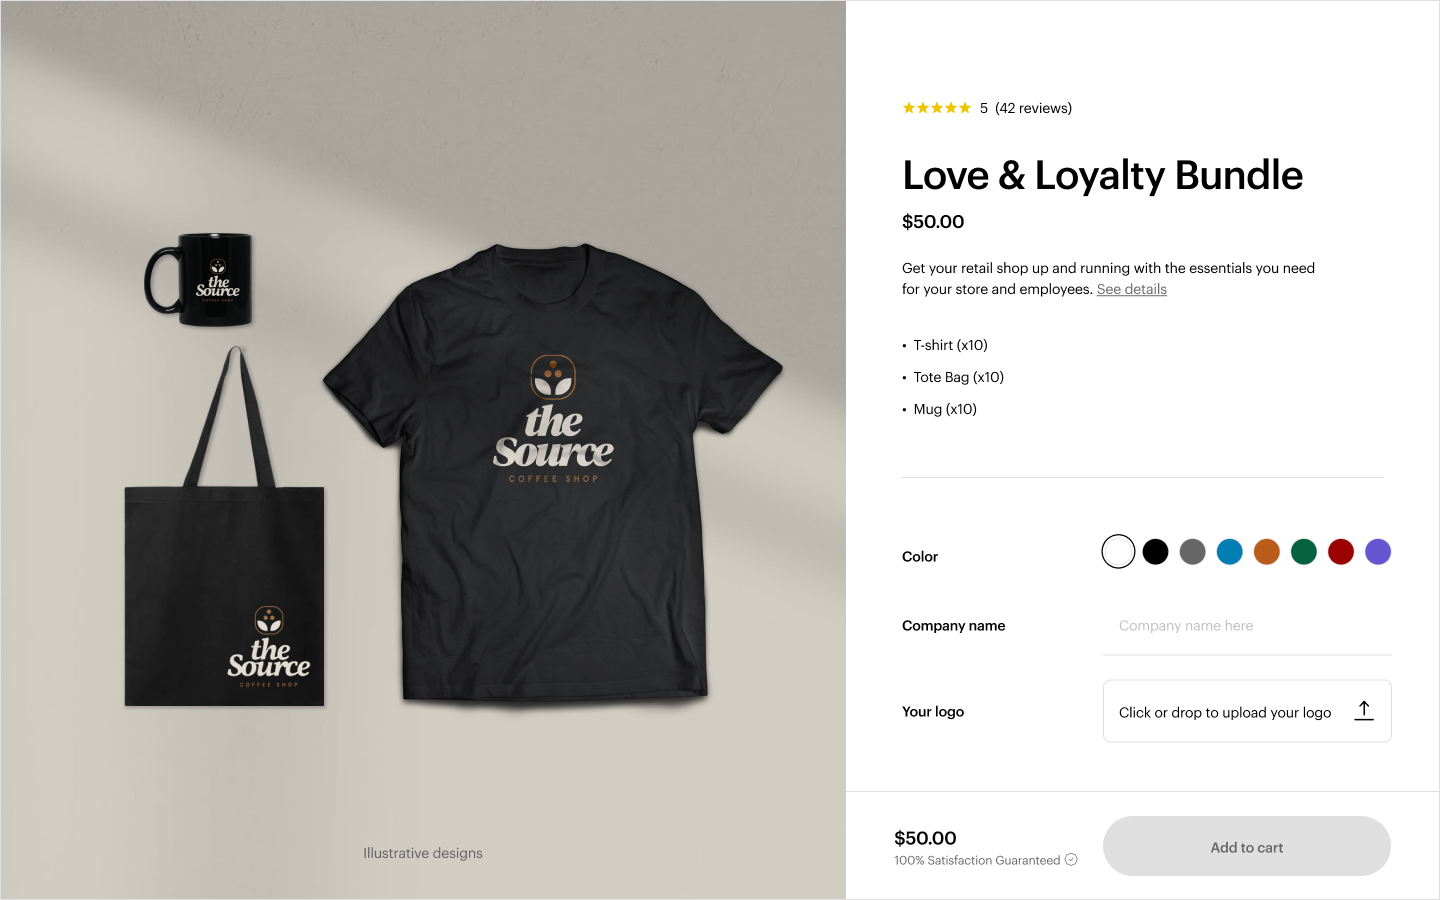 the
Source
COFFEE SHOP
the
Source
COFFEE SHOP
the
Source
COFFEE SHOP
Illustrative designs
5 (42 reviews)
Love & Loyalty Bundle
$50.00
Get your retail shop up and running with the essentials you need
for your store and employees. See details
• T-shirt (x10)
• Tote Bag (x10)
• Mug (x10)
Color
Company name
Company name here
Your logo
Click or drop to upload your logo
$50.00
100% Satisfaction Guaranteed
Add to cart